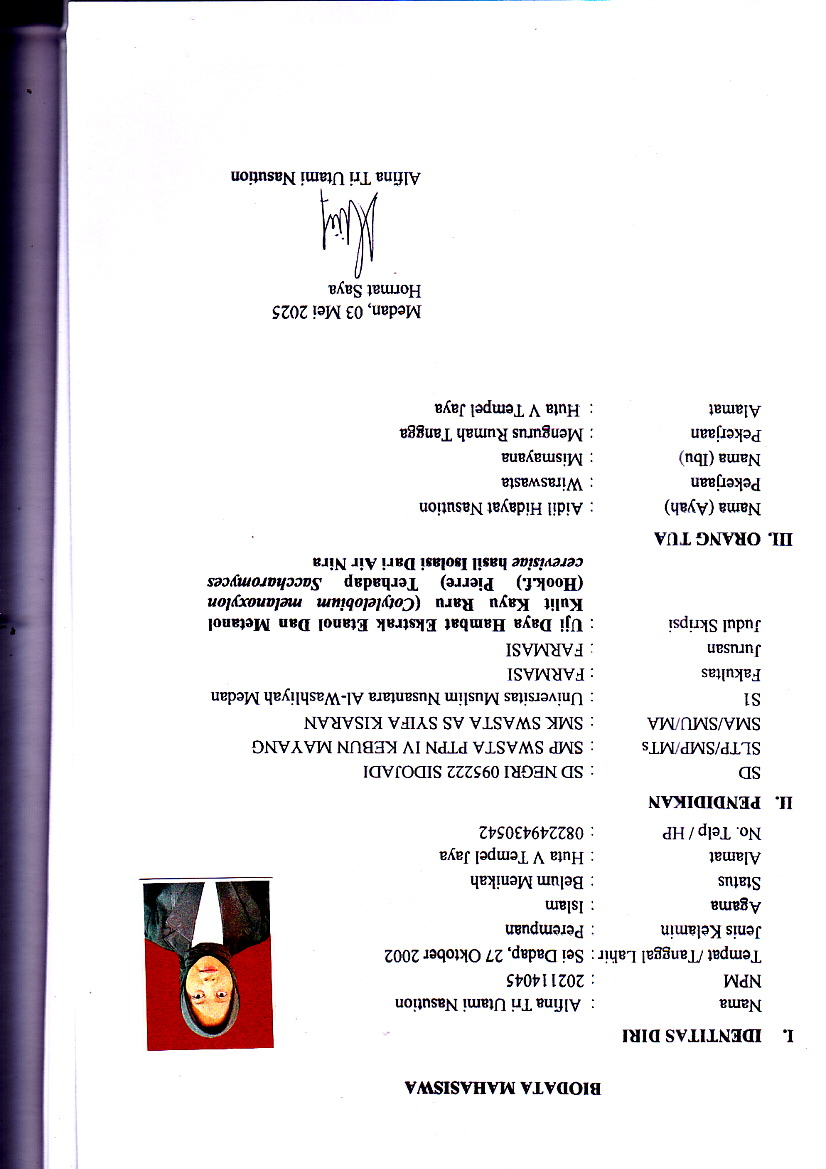 BIODATA MAHASISWA
I. IDENTITAS DIRI
Nama : Alfina Tri Utami Nasution
NPM : 202114045
Tempat /Tanggal Lahir : Sei Dadap, 27 Oktober 2002
Jenis Kelamin : Perempuan
Agama : Islam
Status : Belum Menikah
Alamat : Huta V Tempel Jaya
No. Telp / HP : 082249430542
II. PENDIDIKAN
SD : SD NEGRI 095222 SIDOJADI
SLTP/SMP/MTs : SMP SWASTA PTPN IV KEBUN MAYANG
SMA/SMU/MA : SMK SWASTA AS SYIFA KISARAN
S1 : Universitas Muslim Nusantara Al-Washliyah Medan
Fakultas : FARMASI
Jurusan : FARMASI
Judul Skripsi : Uji Daya Hambat Ekstrak Etanol Dan Metanol
Kulit Kayu Raru (Cotylelobium melanoxylon
(Hook.f.) Pierre) Terhadap Saccharomyces
cerevisiae hasil Isolasi Dari Air Nira
III. ORANG TUA
Nama (Ayah) : Aidil Hidayat Nasution
Pekerjaan : Wiraswasta
Nama (Ibu) : Mismayana
Pekerjaan : Mengurus Rumah Tangga
Alamat : Huta V Tempel Jaya
Medan, 03 Mei 2025
Hormat Saya
Alfina Tri Utami Nasution